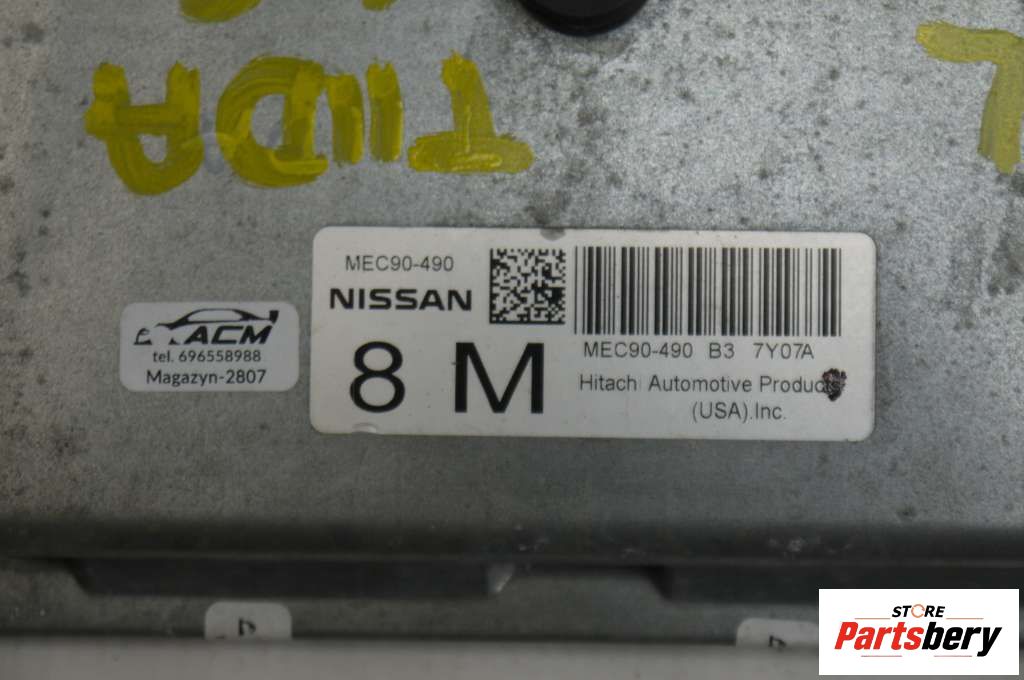 TIIDA
MEC90-490
NISSAN
8 M
MEC90-490 B3 7Y07A
Hitachi Automotive Products
(USA).Inc.
ACM
tel. 696558988
Magazyn-2807
STORE
Partsbery